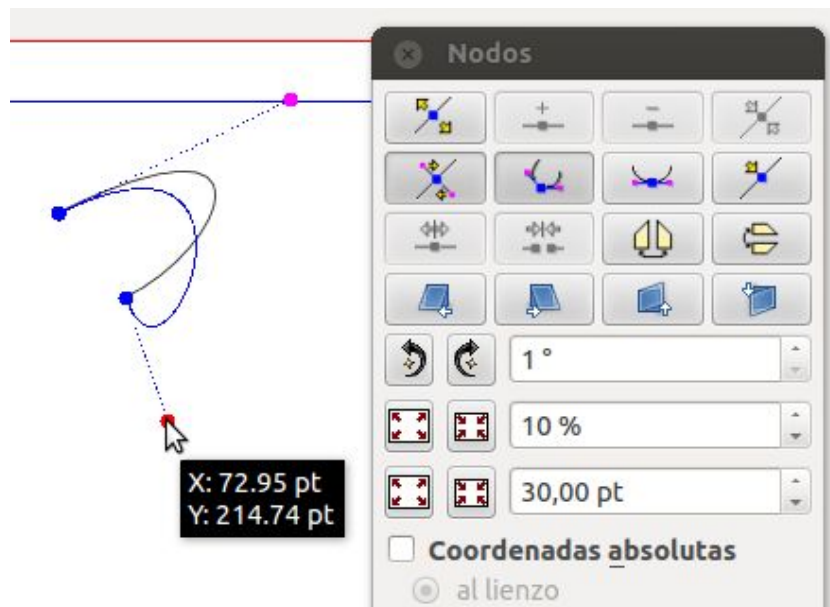 Nodos
1 °
10 %
30,00 pt
X: 72.95 pt
Y: 214.74 pt
Coordenadas absolutas
al lienzo